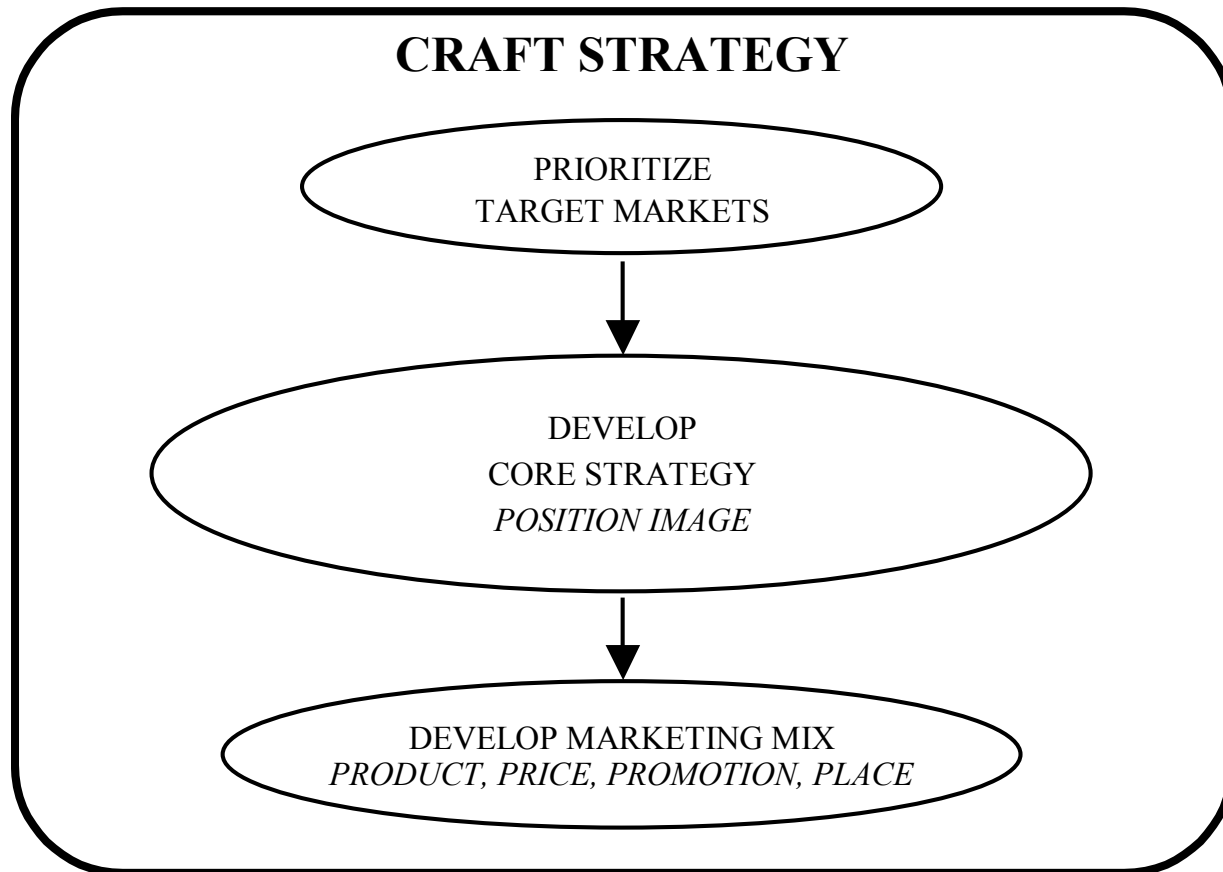 CRAFT STRATEGY
PRIORITIZE
TARGET MARKETS
DEVELOP
CORE STRATEGY
POSITION IMAGE
DEVELOP MARKETING MIX
PRODUCT, PRICE, PROMOTION, PLACE